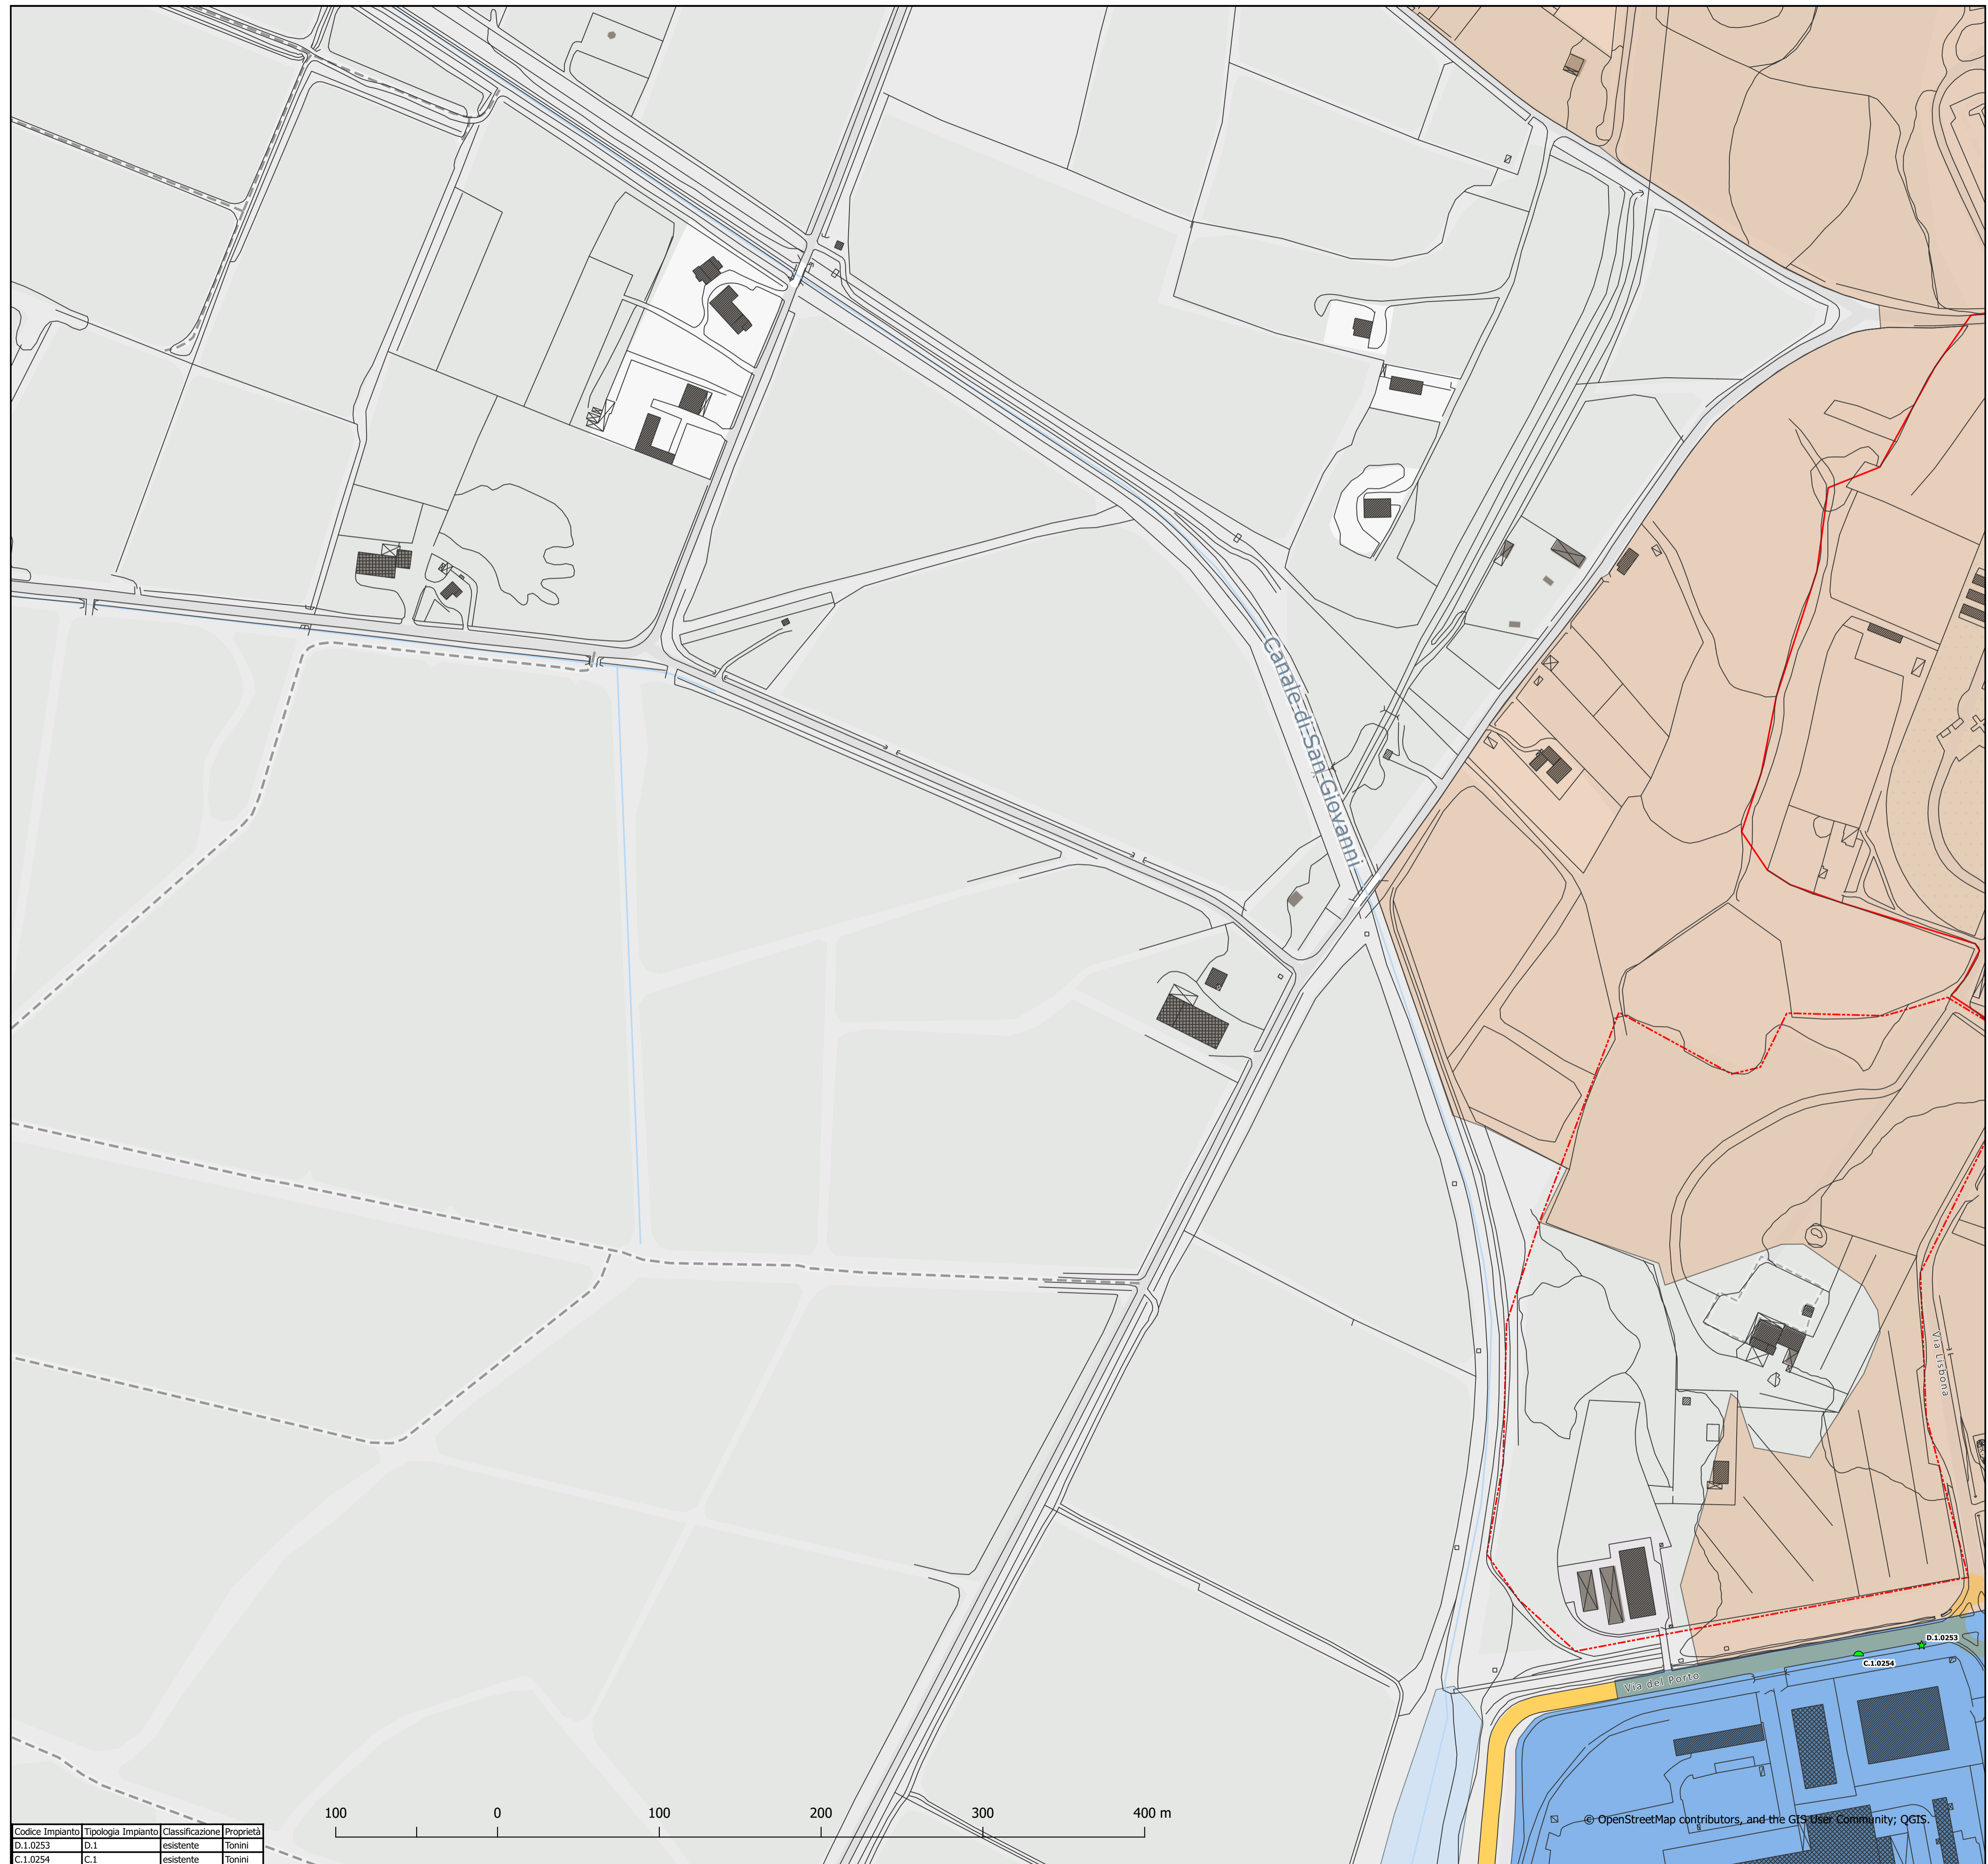 Canale di San Giovanni
Via Lisbona
D.1.0253
C.1.0254
Via del Porto
100 0 100 200 300 400 m
© OpenStreetMap contributors, and the GIS User Community; QGIS.
Codice Impianto Tipologia Impianto Classificazione Proprietà
D.1.0253 D.1 esistente Tonini
C.1.0254 C.1 esistente Tonini